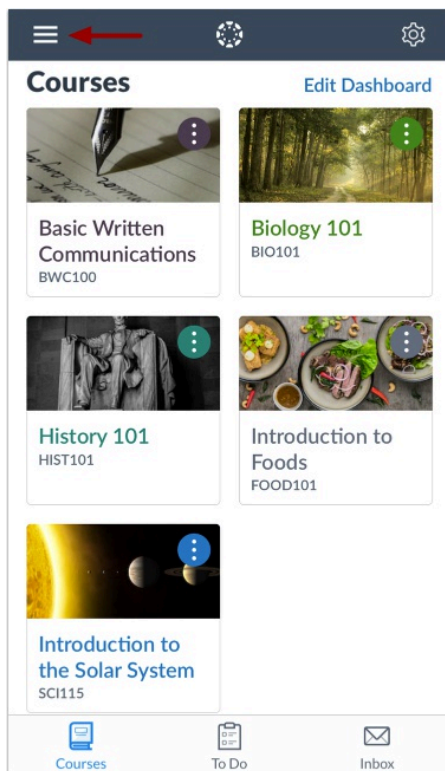 Courses
Edit Dashboard
Basic Written
Communications
BWC100
Biology 101
BIO101
History 101
HIST101
Introduction to
Foods
FOOD101
Introduction to
the Solar System
SCI115
Courses
To Do
Inbox